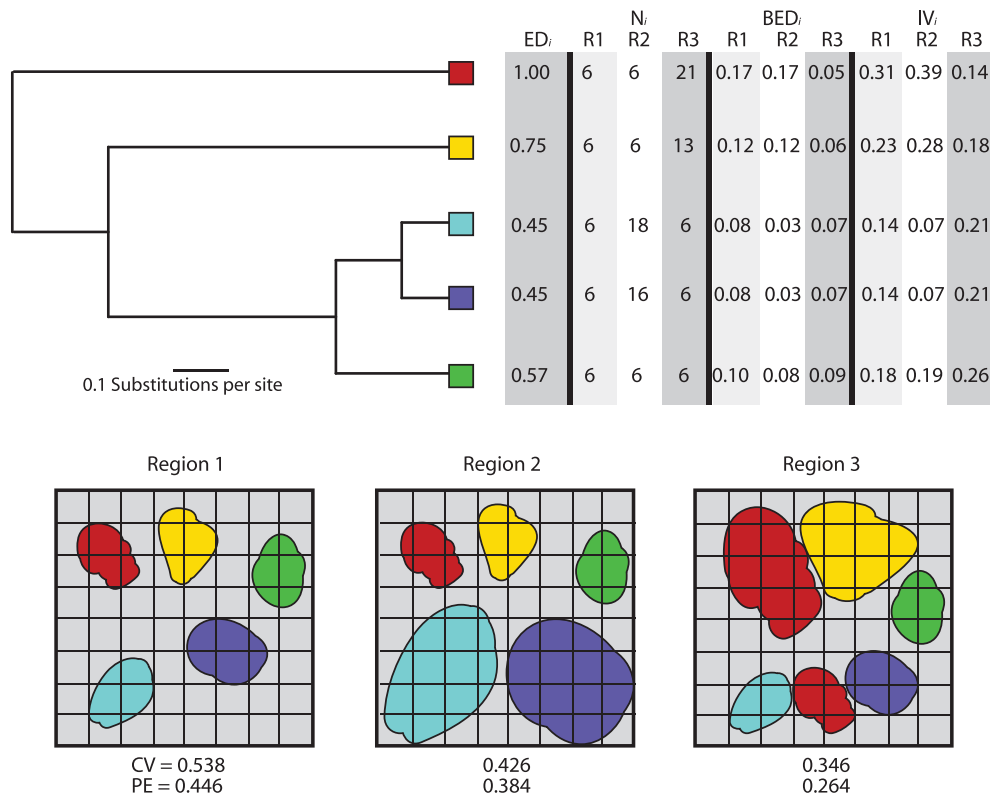 Nᵢ BEDᵢ IVᵢ
EDᵢ R1 R2 R3 R1 R2 R3 R1 R2 R3
1.00 6 6 21 0.17 0.17 0.05 0.31 0.39 0.14
0.75 6 6 13 0.12 0.12 0.06 0.23 0.28 0.18
0.45 6 18 6 0.08 0.03 0.07 0.14 0.07 0.21
0.45 6 16 6 0.08 0.03 0.07 0.14 0.07 0.21
0.57 6 6 6 0.10 0.08 0.09 0.18 0.19 0.26
0.1 Substitutions per site
Region 1 Region 2 Region 3
CV = 0.538 0.426 0.346
PE = 0.446 0.384 0.264